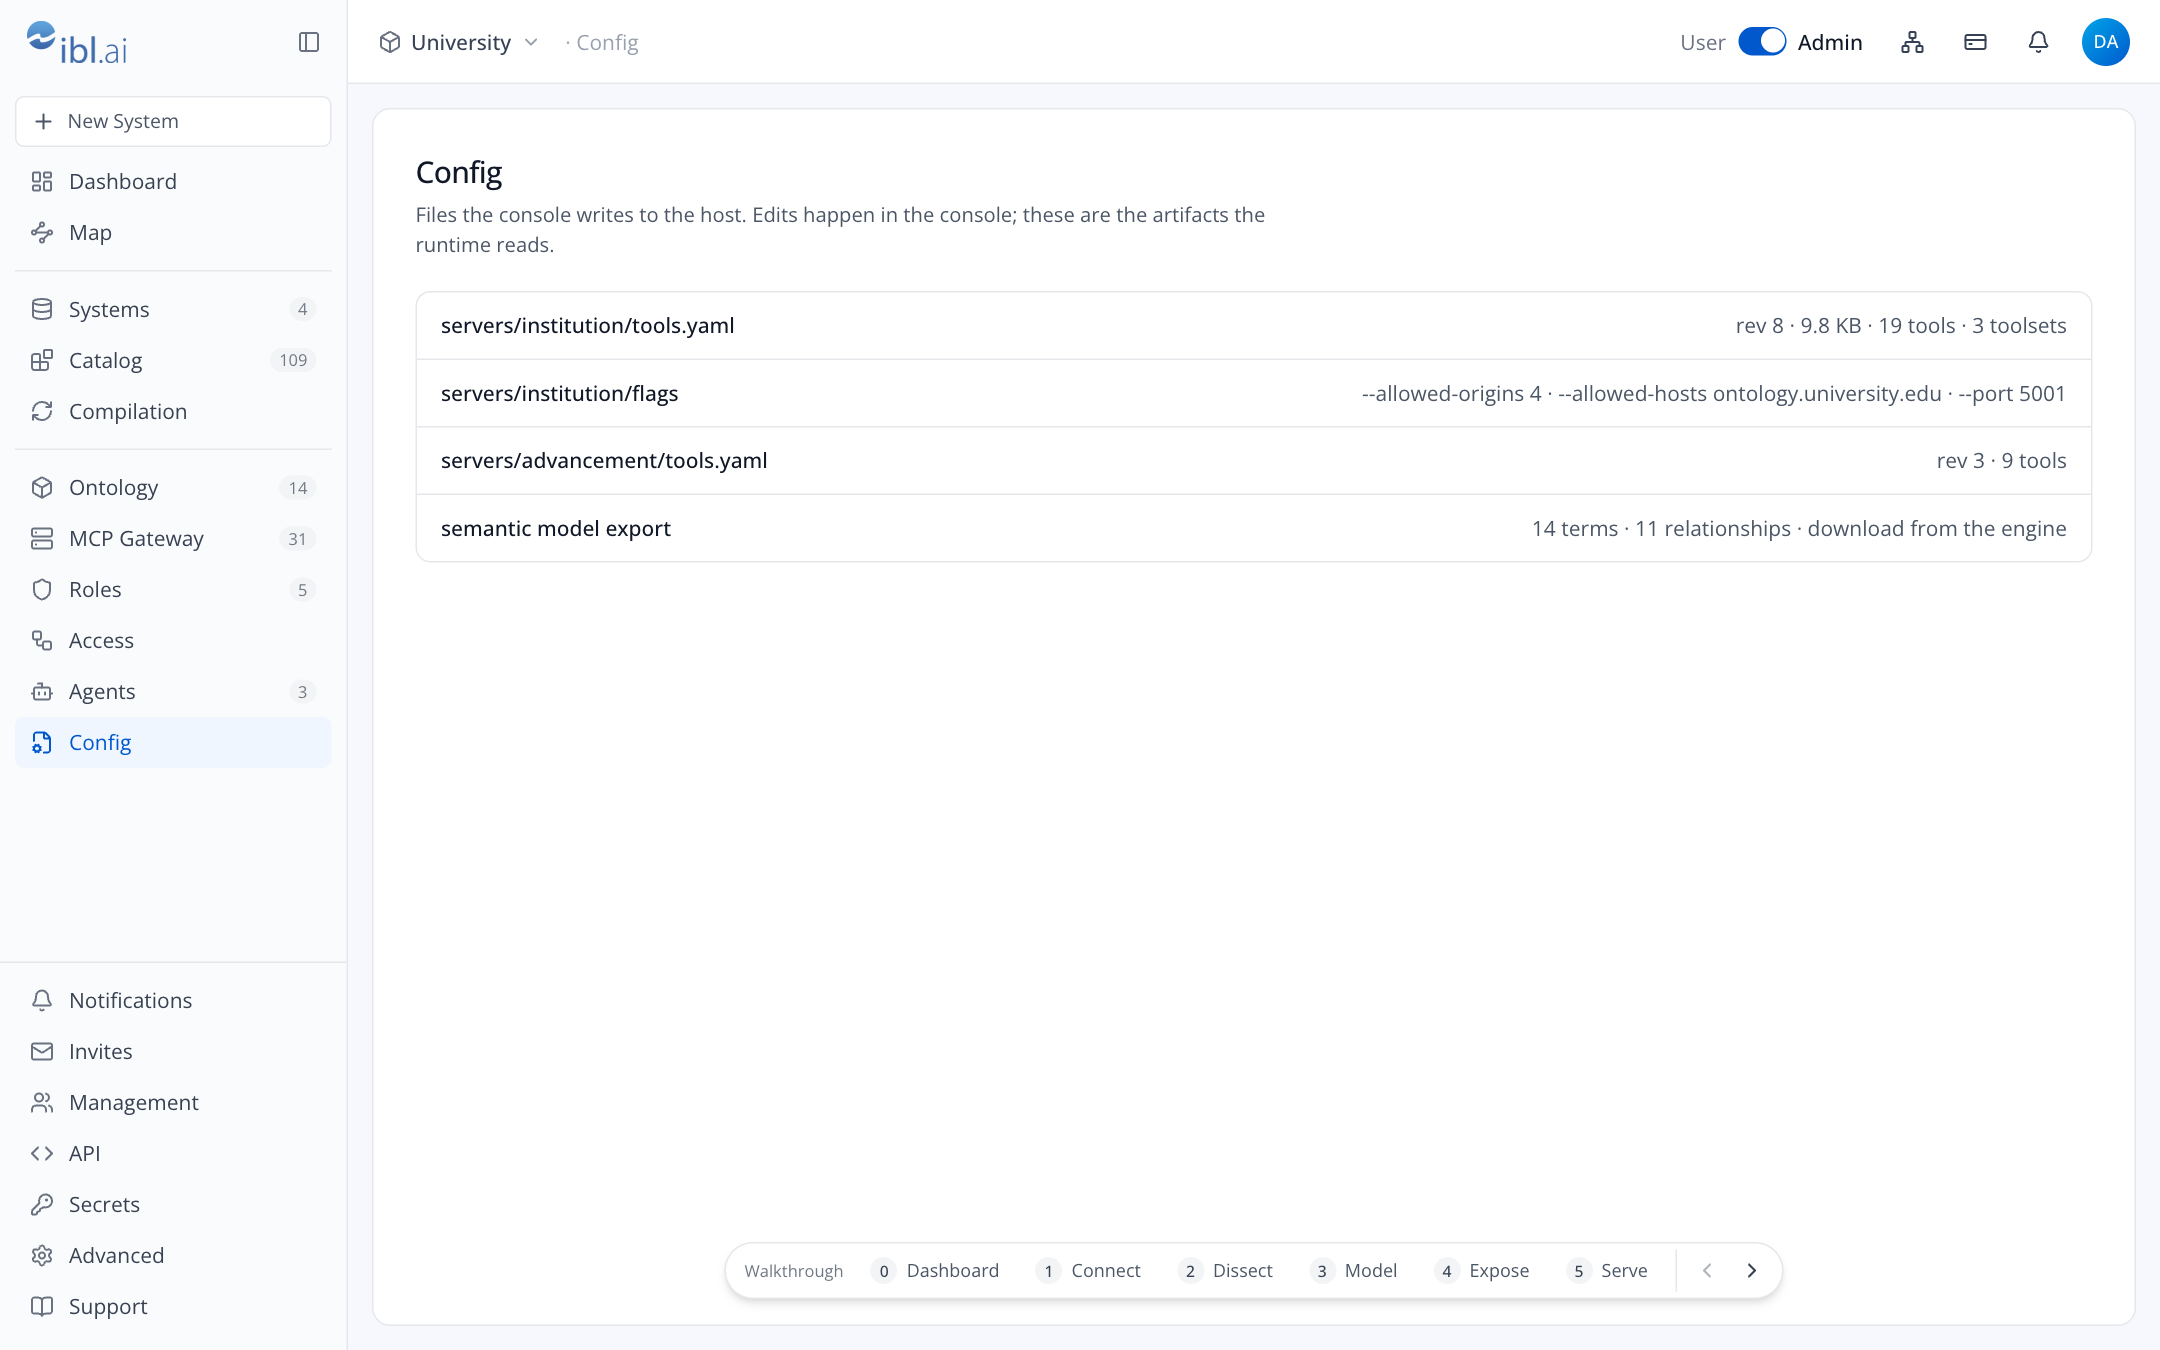 ibl.ai
New System
Dashboard
Map
Systems 4
Catalog 109
Compilation
Ontology 14
MCP Gateway 31
Roles 5
Access
Agents 3
Config
Notifications
Invites
Management
API
Secrets
Advanced
Support
University · Config
User Admin DA
Config
Files the console writes to the host. Edits happen in the console; these are the artifacts the
runtime reads.
servers/institution/tools.yaml rev 8 · 9.8 KB · 19 tools · 3 toolsets
servers/institution/flags --allowed-origins 4 · --allowed-hosts ontology.university.edu · --port 5001
servers/advancement/tools.yaml rev 3 · 9 tools
semantic model export 14 terms · 11 relationships · download from the engine
Walkthrough 0 Dashboard 1 Connect 2 Dissect 3 Model 4 Expose 5 Serve